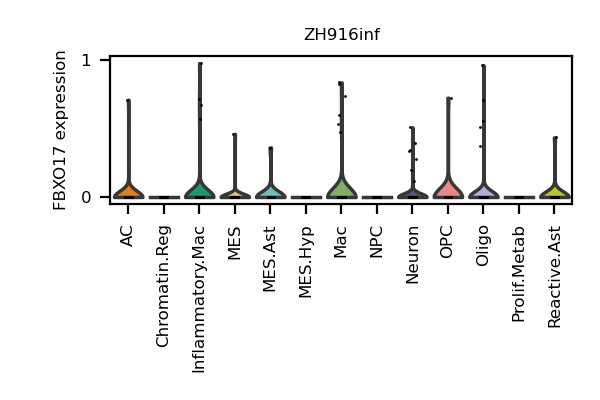 ZH916inf
FBXO17 expression
1
0
AC
Chromatin.Reg
Inflammatory.Mac
MES
MES.Ast
MES.Hyp
Mac
NPC
Neuron
OPC
Oligo
Prolif.Metab
Reactive.Ast